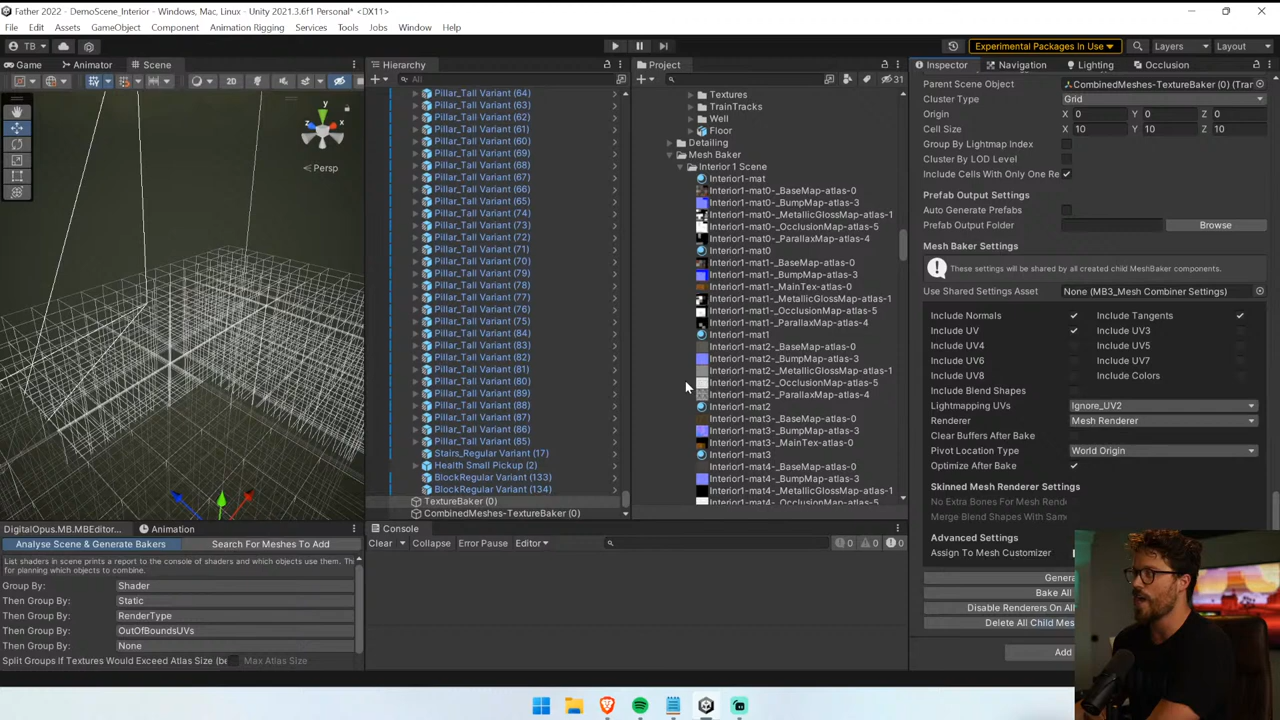 Father 2022 - DemoScene_Interior - Windows, Mac, Linux - Unity 2021.3.6f1 Personal* <DX11>
File Edit Assets GameObject Component Animation Rigging Services Tools Jobs Window Help
TB Experimental Packages In Use Layers Layout
Game Animator Scene
2D
y
x
Persp
Hierarchy
All
Pillar_Tall Variant (64)
Pillar_Tall Variant (63)
Pillar_Tall Variant (62)
Pillar_Tall Variant (61)
Pillar_Tall Variant (60)
Pillar_Tall Variant (69)
Pillar_Tall Variant (68)
Pillar_Tall Variant (67)
Pillar_Tall Variant (66)
Pillar_Tall Variant (65)
Pillar_Tall Variant (74)
Pillar_Tall Variant (73)
Pillar_Tall Variant (72)
Pillar_Tall Variant (71)
Pillar_Tall Variant (70)
Pillar_Tall Variant (79)
Pillar_Tall Variant (78)
Pillar_Tall Variant (77)
Pillar_Tall Variant (76)
Pillar_Tall Variant (75)
Pillar_Tall Variant (84)
Pillar_Tall Variant (83)
Pillar_Tall Variant (82)
Pillar_Tall Variant (81)
Pillar_Tall Variant (80)
Pillar_Tall Variant (89)
Pillar_Tall Variant (88)
Pillar_Tall Variant (87)
Pillar_Tall Variant (86)
Pillar_Tall Variant (85)
Stairs_Regular Variant (17)
Health Small Pickup (2)
BlockRegular Variant (133)
BlockRegular Variant (134)
TextureBaker (0)
CombinedMeshes-TextureBaker (0)
Project
31
Textures
TrainTracks
Well
Floor
Detailing
Mesh Baker
Interior 1 Scene
Interior1-mat
Interior1-mat0-_BaseMap-atlas-0
Interior1-mat0-_BumpMap-atlas-3
Interior1-mat0-_MetallicGlossMap-atlas-1
Interior1-mat0-_OcclusionMap-atlas-5
Interior1-mat0-_ParallaxMap-atlas-4
Interior1-mat0
Interior1-mat1-_BaseMap-atlas-0
Interior1-mat1-_BumpMap-atlas-3
Interior1-mat1-_MainTex-atlas-0
Interior1-mat1-_MetallicGlossMap-atlas-1
Interior1-mat1-_OcclusionMap-atlas-5
Interior1-mat1-_ParallaxMap-atlas-4
Interior1-mat1
Interior1-mat2-_BaseMap-atlas-0
Interior1-mat2-_BumpMap-atlas-3
Interior1-mat2-_MetallicGlossMap-atlas-1
Interior1-mat2-_OcclusionMap-atlas-5
Interior1-mat2-_ParallaxMap-atlas-4
Interior1-mat2
Interior1-mat3-_BaseMap-atlas-0
Interior1-mat3-_BumpMap-atlas-3
Interior1-mat3-_MainTex-atlas-0
Interior1-mat3
Interior1-mat4-_BaseMap-atlas-0
Interior1-mat4-_BumpMap-atlas-3
Interior1-mat4-_MetallicGlossMap-atlas-1
Interior1-mat4-_OcclusionMap-atlas-5
Inspector Navigation Lighting Occlusion
Parent Scene Object CombinedMeshes-TextureBaker (0) (Tran
Cluster Type Grid
Origin X 0 Y 0 Z 0
Cell Size X 10 Y 10 Z 10
Group By Lightmap Index
Cluster By LOD Level
Include Cells With Only One Re
Prefab Output Settings
Auto Generate Prefabs
Prefab Output Folder Browse
Mesh Baker Settings
These settings will be shared by all created child MeshBaker components.
Use Shared Settings Asset None (MB3_Mesh Combiner Settings)
Include Normals Include Tangents
Include UV Include UV3
Include UV4 Include UV5
Include UV6 Include UV7
Include UV8 Include Colors
Include Blend Shapes
Lightmapping UVs Ignore_UV2
Renderer Mesh Renderer
Clear Buffers After Bake
Pivot Location Type World Origin
Optimize After Bake
Skinned Mesh Renderer Settings
No Extra Bones For Mesh Rende
Merge Blend Shapes With Same
Advanced Settings
Assign To Mesh Customizer
Genera
Bake All
Disable Renderers On All
Delete All Child Mes
Add
DigitalOpus.MB.MBEditor... Animation
Analyse Scene & Generate Bakers Search For Meshes To Add
List shaders in scene prints a report to the console of shaders and which objects use them. Th
for planning which objects to combine.
Group By: Shader
Then Group By: Static
Then Group By: RenderType
Then Group By: OutOfBoundsUVs
Then Group By: None
Split Groups If Textures Would Exceed Atlas Size (be Max Atlas Size
Console
Clear Collapse Error Pause Editor 0 0 0